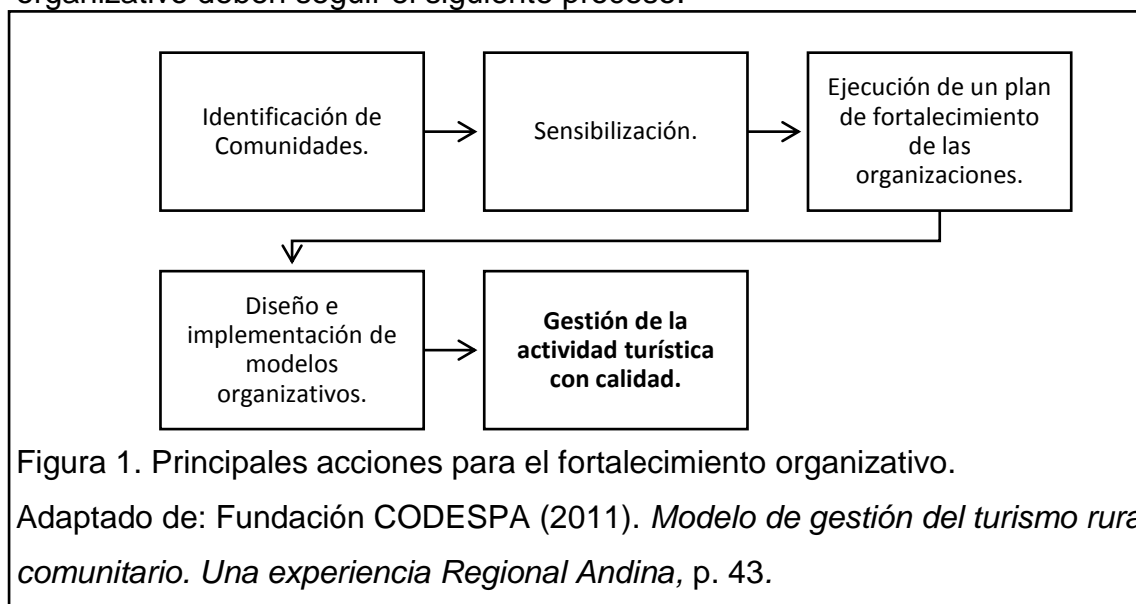 organizativo deben seguir el siguiente proceso:
Identificación de
Comunidades.
Sensibilización.
Ejecución de un plan
de fortalecimiento
de las
organizaciones.
Diseño e
implementación de
modelos
organizativos.
Gestión de la
actividad turística
con calidad.
Figura 1. Principales acciones para el fortalecimiento organizativo.
Adaptado de: Fundación CODESPA (2011). Modelo de gestión del turismo rura
comunitario. Una experiencia Regional Andina, p. 43.